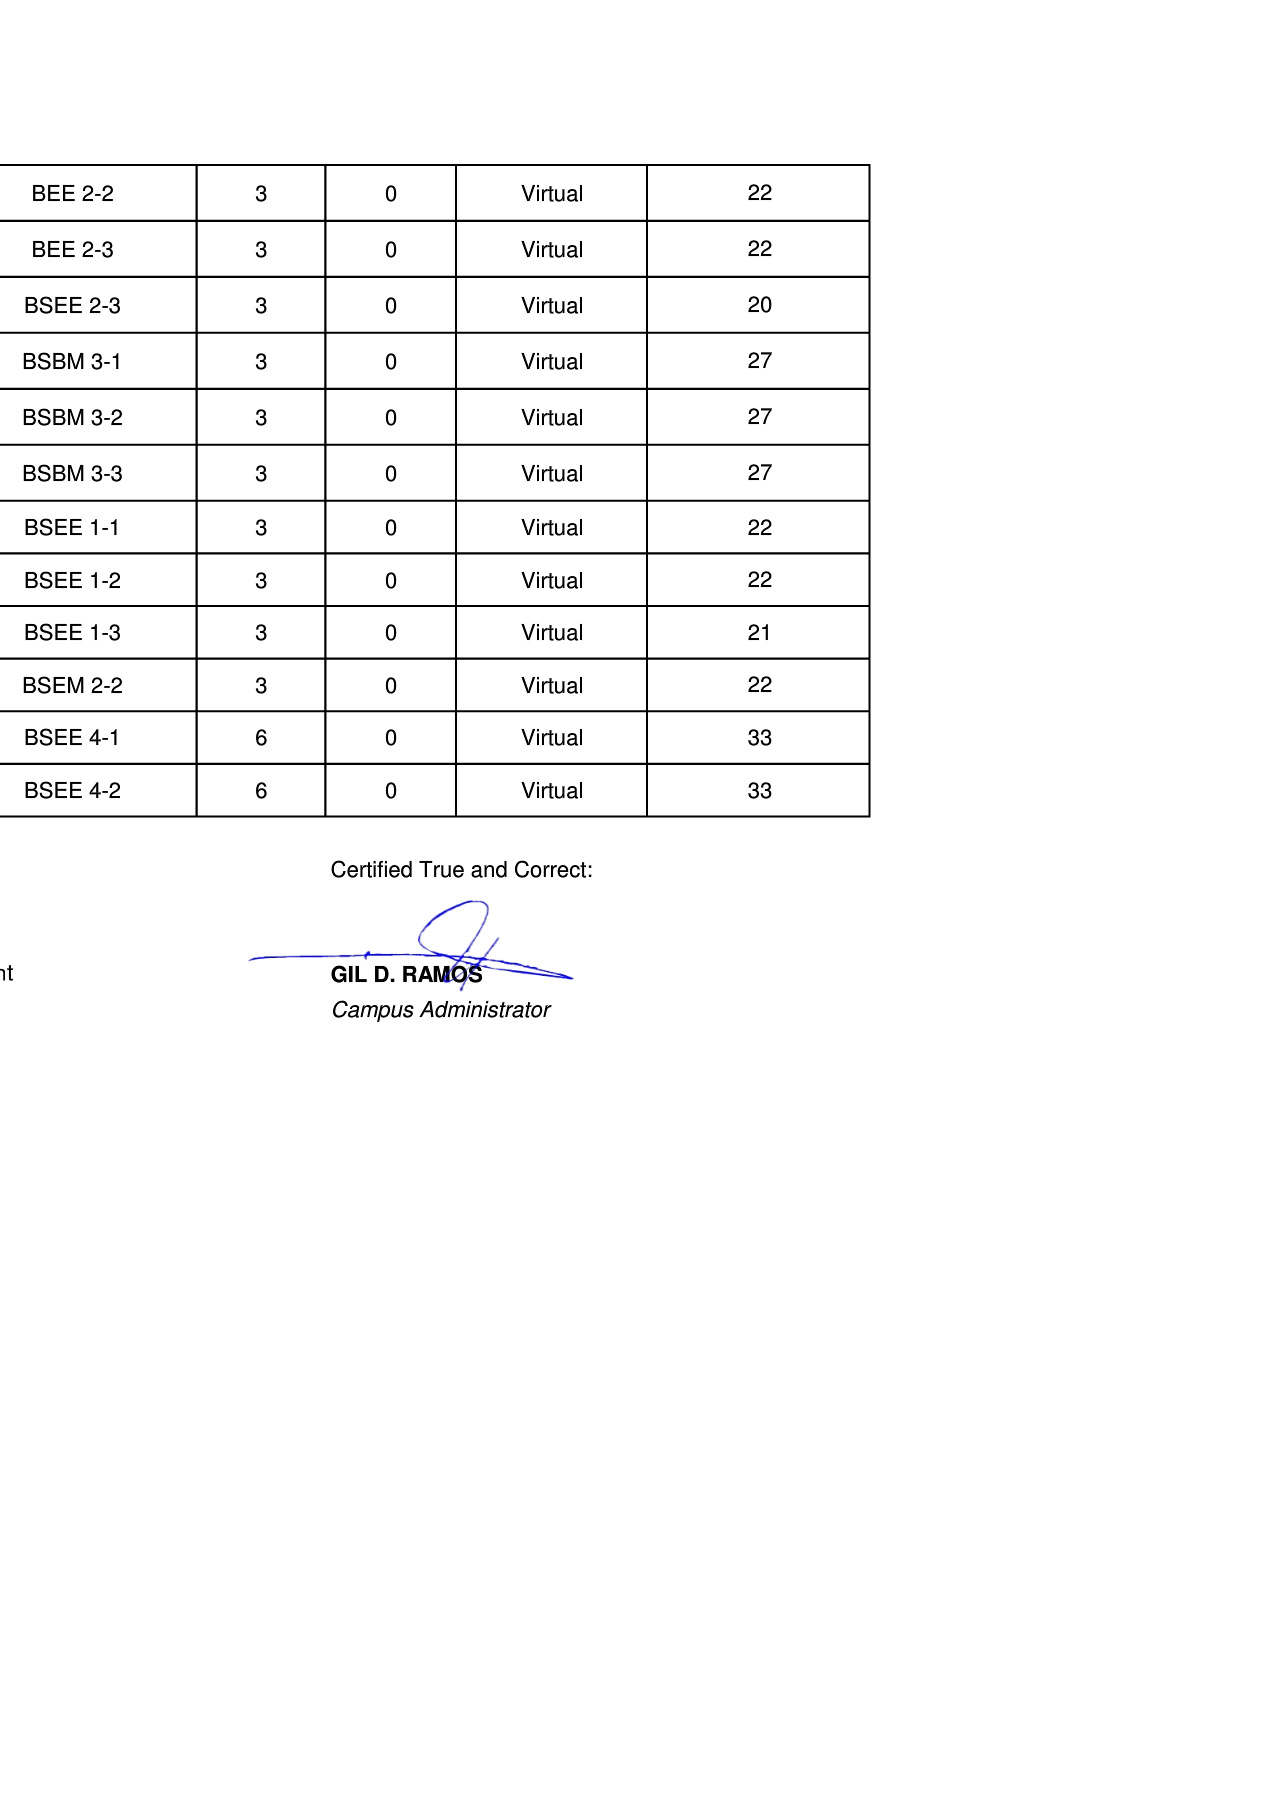 BEE 2-2 3 0 Virtual 22
BEE 2-3 3 0 Virtual 22
BSEE 2-3 3 0 Virtual 20
BSBM 3-1 3 0 Virtual 27
BSBM 3-2 3 0 Virtual 27
BSBM 3-3 3 0 Virtual 27
BSEE 1-1 3 0 Virtual 22
BSEE 1-2 3 0 Virtual 22
BSEE 1-3 3 0 Virtual 21
BSEM 2-2 3 0 Virtual 22
BSEE 4-1 6 0 Virtual 33
BSEE 4-2 6 0 Virtual 33
Certified True and Correct:
nt GIL D. RAMOS
Campus Administrator